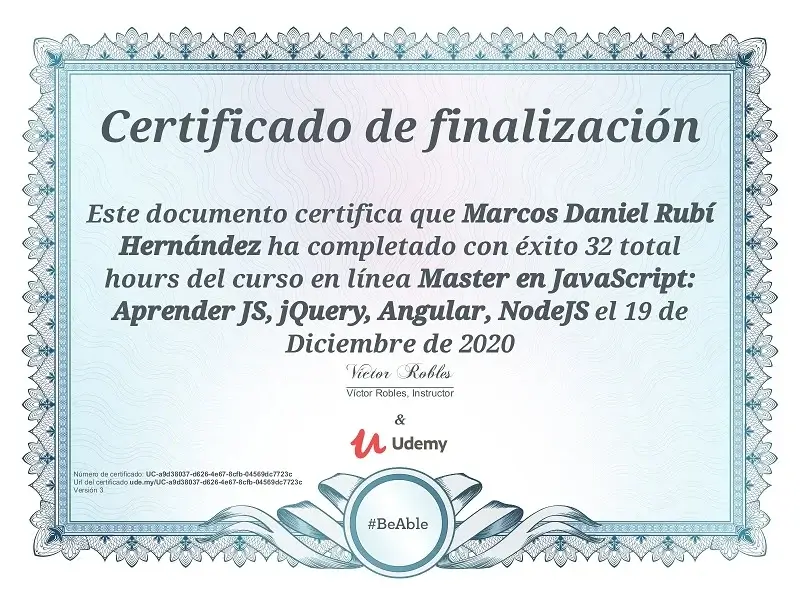 Certificado de finalización
Este documento certifica que Marcos Daniel Rubí
Hernández ha completado con éxito 32 total
hours del curso en línea Master en JavaScript:
Aprender JS, jQuery, Angular, NodeJS el 19 de
Diciembre de 2020
Victor Robles
Víctor Robles, Instructor
&
Udemy
Número de certificado: UC-a9d38037-d626-4e67-8cfb-04569dc7723c
Url del certificado ude.my/UC-a9d38037-d626-4e67-8cfb-04569dc7723c
Versión 3
#BeAble